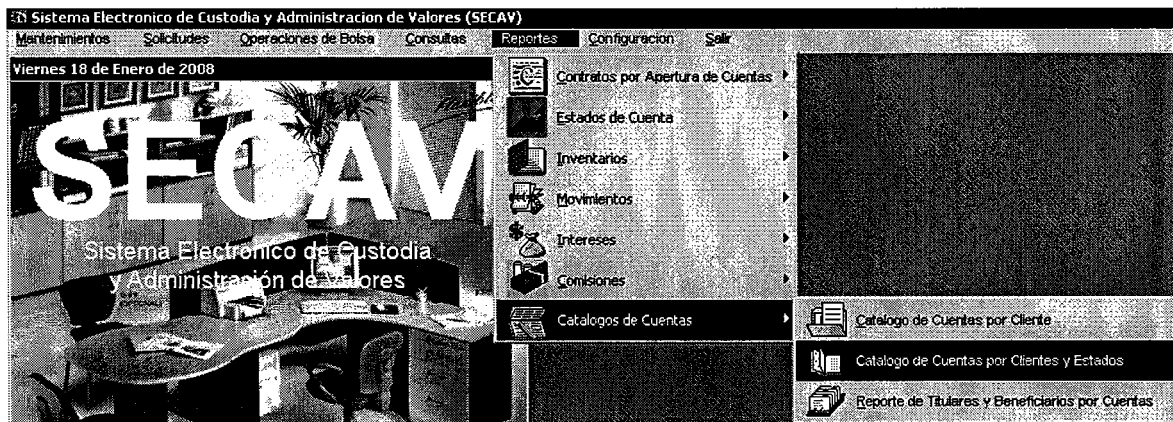 Sistema Electronico de Custodia y Administracion de Valores (SECAV)
Mantenimientos Solicitudes Operaciones de Bolsa Consultas Reportes Configuracion Salir
Viernes 18 de Enero de 2008
SECAV
Sistema Electrónico de Custodia
y Administración de Valores
Contratos por Apertura de Cuentas
Estados de Cuenta
Inventarios
Movimientos
Intereses
Comisiones
Catalogos de Cuentas
Catalogo de Cuentas por Cliente
Catalogo de Cuentas por Clientes y Estados
Reporte de Titulares y Beneficiarios por Cuentas